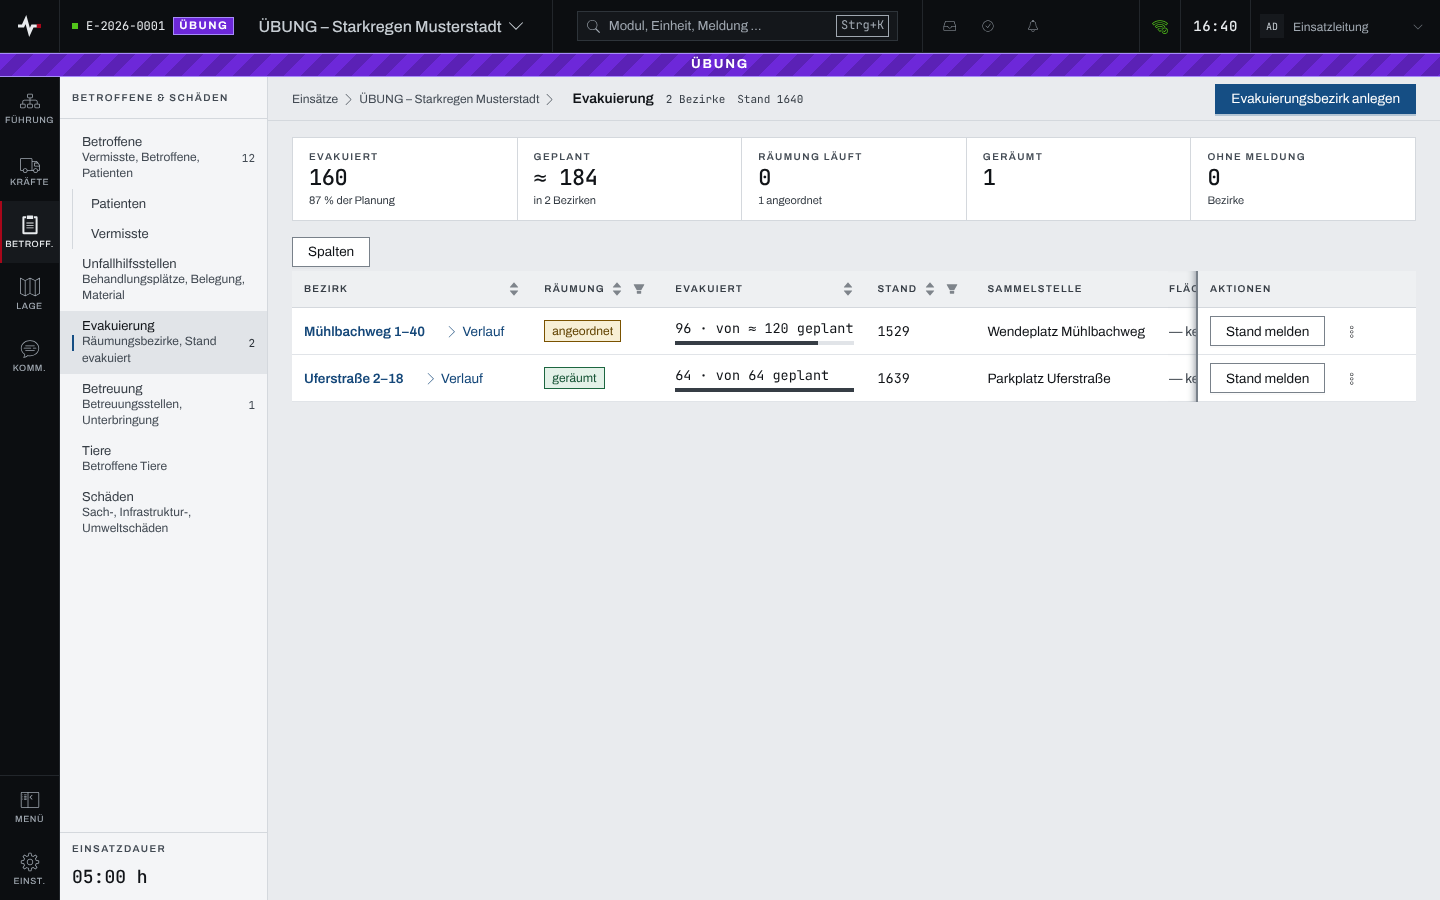 E-2026-0001 ÜBUNG ÜBUNG – Starkregen Musterstadt Modul, Einheit, Meldung ... Strg+K 16:40 AD Einsatzleitung
ÜBUNG
FÜHRUNG
KRÄFTE
BETROFF.
LAGE
KOMM.
MENÜ
EINST.
BETROFFENE & SCHÄDEN
Betroffene
Vermisste, Betroffene, 12
Patienten
Patienten
Vermisste
Unfallhilfsstellen
Behandlungsplätze, Belegung,
Material
Evakuierung
Räumungsbezirke, Stand 2
evakuiert
Betreuung
Betreuungsstellen, 1
Unterbringung
Tiere
Betroffene Tiere
Schäden
Sach-, Infrastruktur-,
Umweltschäden
EINSATZDAUER
05:00 h
Einsätze ÜBUNG – Starkregen Musterstadt Evakuierung 2 Bezirke Stand 1640 Evakuierungsbezirk anlegen
EVAKUIERT
160
87 % der Planung
GEPLANT
≈ 184
in 2 Bezirken
RÄUMUNG LÄUFT
0
1 angeordnet
GERÄUMT
1
OHNE MELDUNG
0
Bezirke
Spalten
BEZIRK RÄUMUNG EVAKUIERT STAND SAMMELSTELLE FLÄC AKTIONEN
Mühlbachweg 1–40 Verlauf angeordnet 96 · von ≈ 120 geplant 1529 Wendeplatz Mühlbachweg — ke Stand melden
Uferstraße 2–18 Verlauf geräumt 64 · von 64 geplant 1639 Parkplatz Uferstraße — ke Stand melden